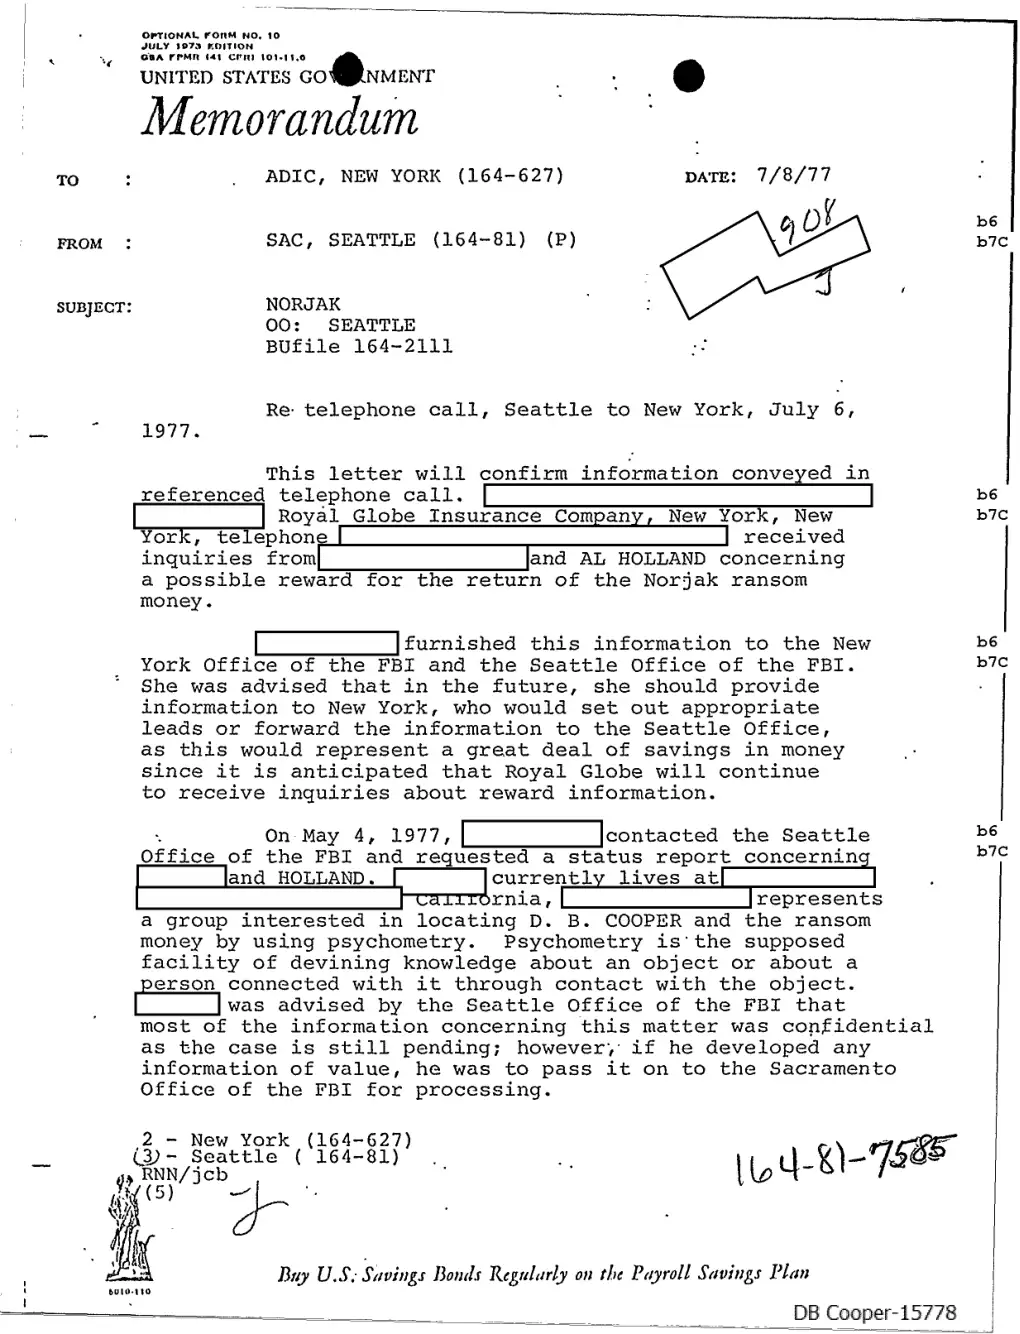 OPTIONAL FORM NO. 10
JULY 1973 EDITION
GSA FPMR (41 CFR) 101-11.6
UNITED STATES GO NMENT
Memorandum
TO : ADIC, NEW YORK (164-627) DATE: 7/8/77
908
b6
FROM : SAC, SEATTLE (164-81) (P) b7C
SUBJECT: NORJAK
OO: SEATTLE
BUfile 164-2111
Re telephone call, Seattle to New York, July 6,
1977.
This letter will confirm information conveyed in
referenced telephone call. b6
Royal Globe Insurance Company, New York, New b7C
York, telephone received
inquiries from and AL HOLLAND concerning
a possible reward for the return of the Norjak ransom
money.
furnished this information to the New b6
York Office of the FBI and the Seattle Office of the FBI. b7C
She was advised that in the future, she should provide
information to New York, who would set out appropriate
leads or forward the information to the Seattle Office,
as this would represent a great deal of savings in money
since it is anticipated that Royal Globe will continue
to receive inquiries about reward information.
On May 4, 1977, contacted the Seattle b6
Office of the FBI and requested a status report concerning b7C
and HOLLAND. currently lives at
California, represents
a group interested in locating D. B. COOPER and the ransom
money by using psychometry. Psychometry is the supposed
facility of devining knowledge about an object or about a
person connected with it through contact with the object.
was advised by the Seattle Office of the FBI that
most of the information concerning this matter was confidential
as the case is still pending; however, if he developed any
information of value, he was to pass it on to the Sacramento
Office of the FBI for processing.
2 - New York (164-627)
(3) - Seattle ( 164-81)
RNN/jcb
(5)
164-81-7585
Buy U.S. Savings Bonds Regularly on the Payroll Savings Plan
5010-110
DB Cooper-15778